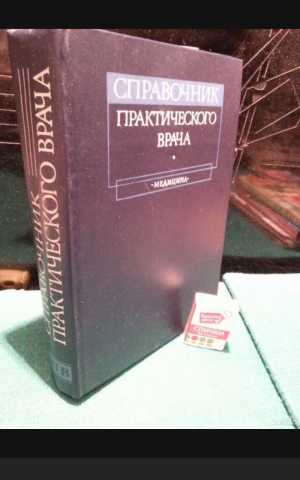 СПРАВОЧНИК
ПРАКТИЧЕСКОГО
ВРАЧА
•МЕДИЦИНА•
СПРАВОЧНИК
ПРАКТИЧЕСКОГО ВРАЧА
СПИЧКИ